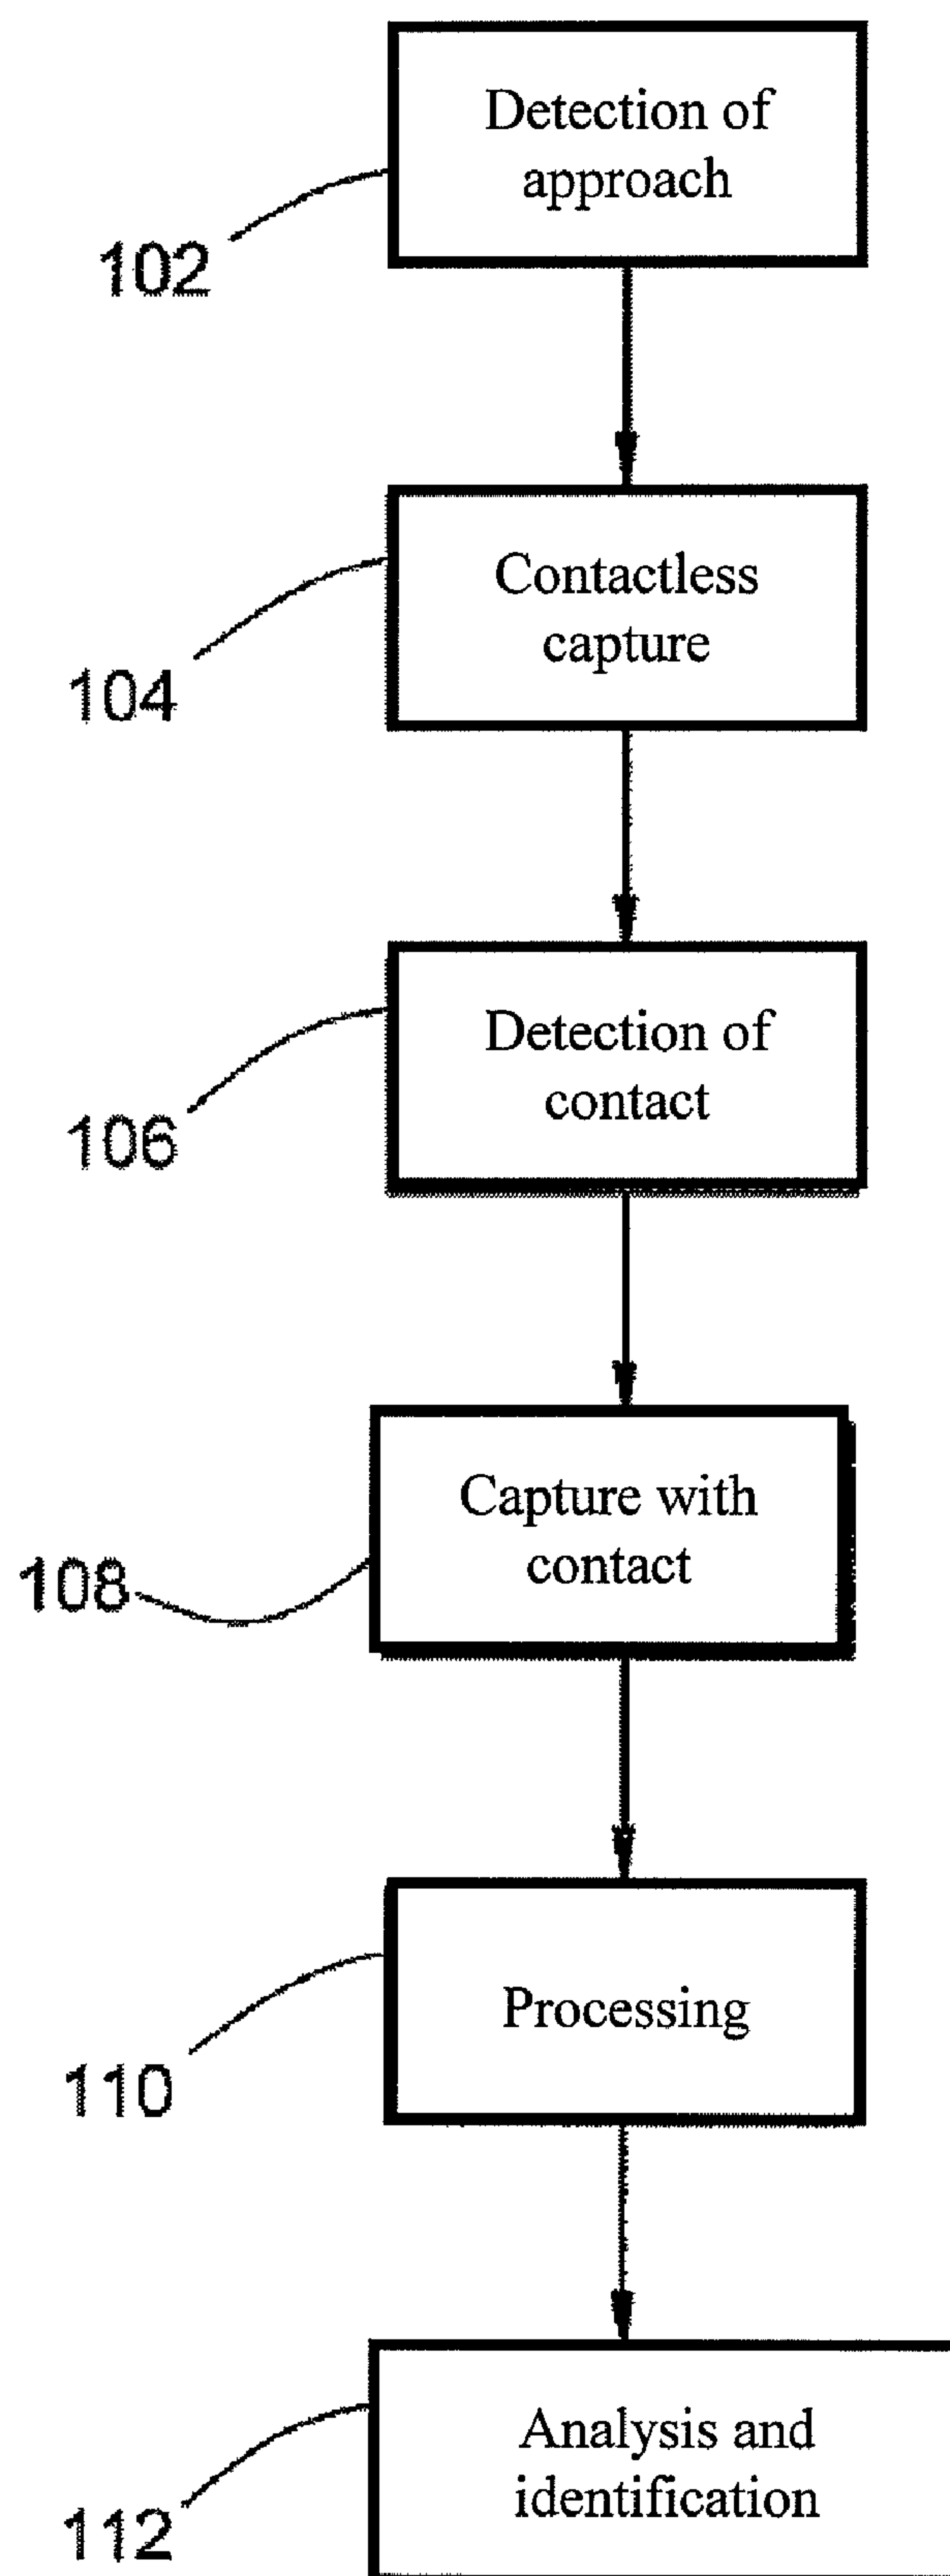 Detection of
approach
102
Contactless
capture
104
Detection of
contact
106
Capture with
contact
108
Processing
110
Analysis and
identification
112